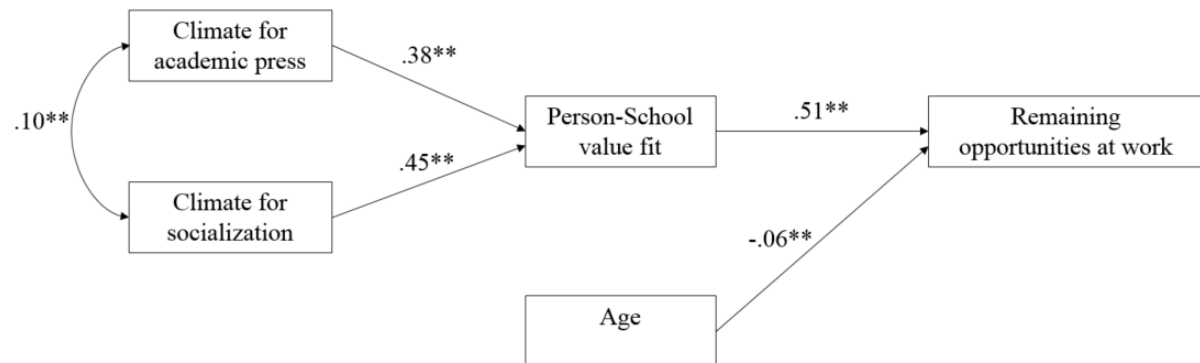 Climate for
academic press
.38**
.10**
Person-School
value fit
.51**
Remaining
opportunities at work
.45**
Climate for
socialization
-.06**
Age